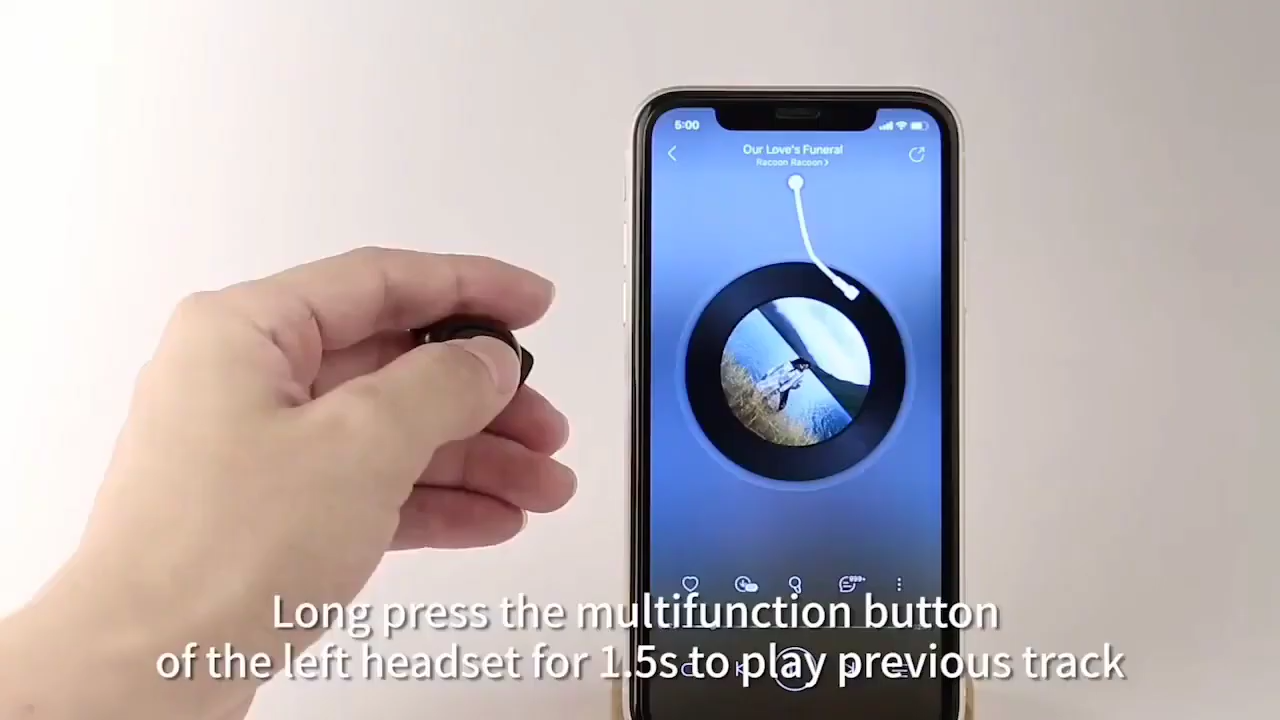 5:00
Our Love's Funeral
Racoon Racoon >
999+
Long press the multifunction button
of the left headset for 1.5s to play previous track